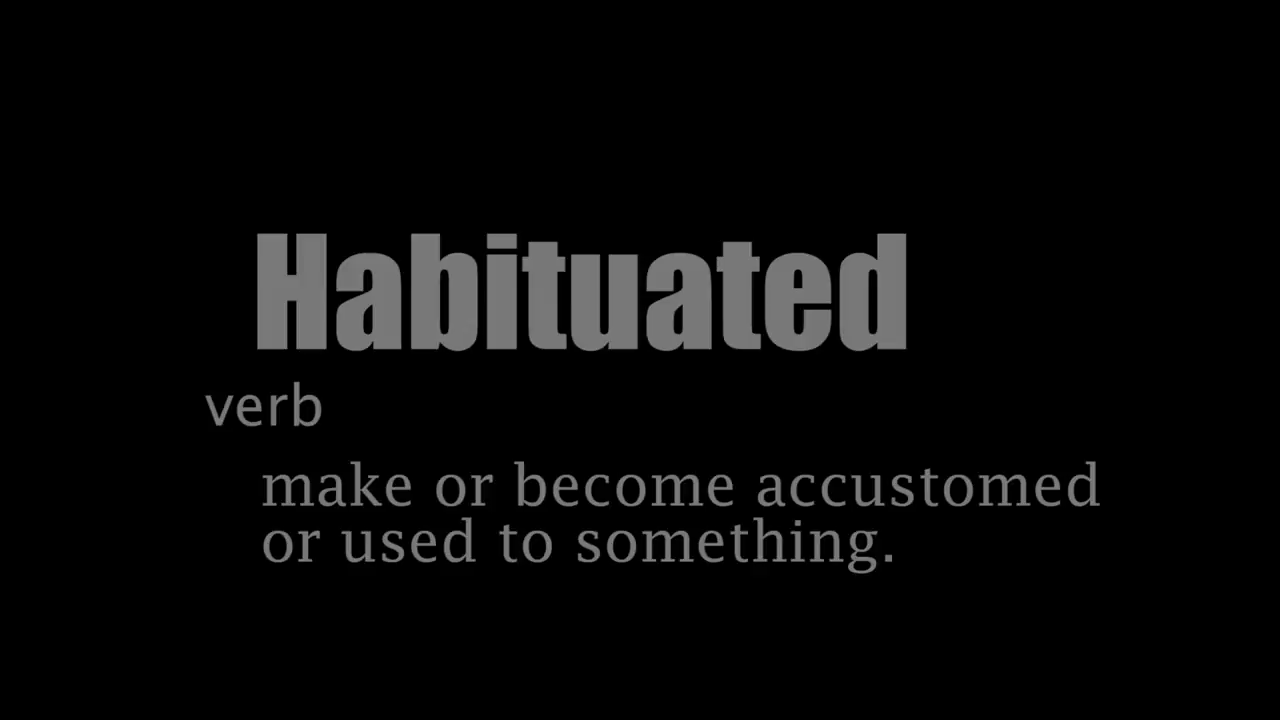 Habituated
verb
make or become accustomed
or used to something.